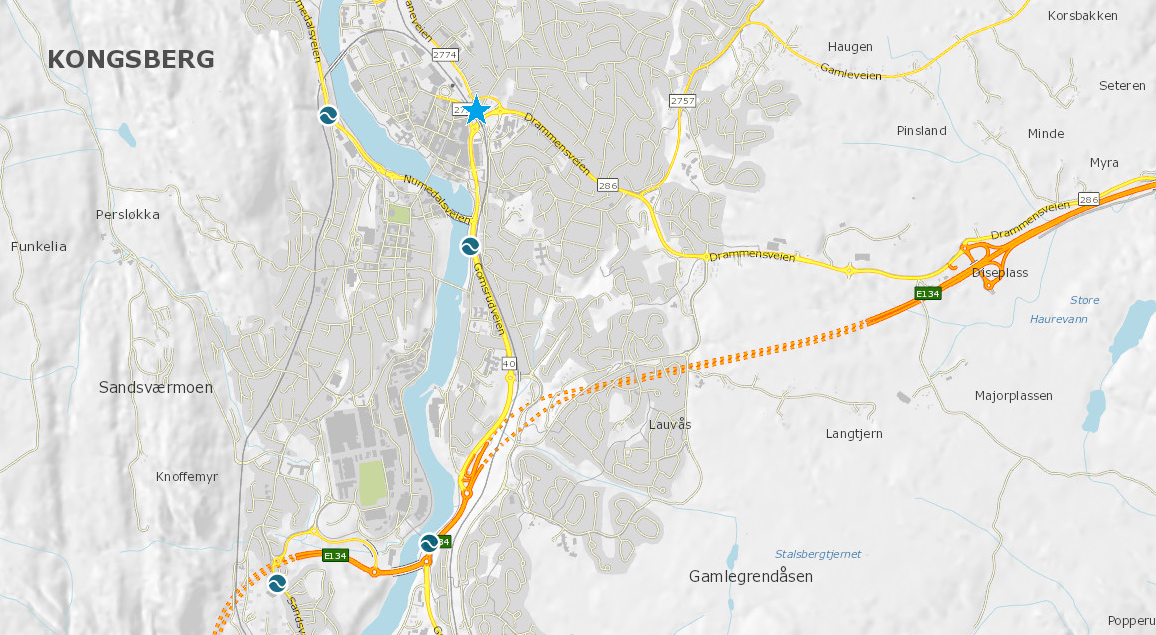 Korsbakken
KONGSBERG
2774
Haugen
Gamleveien
Seteren
2757
Drammensveien
Pinsland
Minde
Myra
Numedalsveien
286
286
Persløkka
Drammensveien
Funkelia
Drammensveien
Diseplass
Gomsrudveien
E134
Store
Haurevann
40
Sandsværmoen
Majorplassen
Lauvås
Langtjern
Knoffemyr
E134
Stalsbergtjernet
Gamlegrendåsen
Popperu